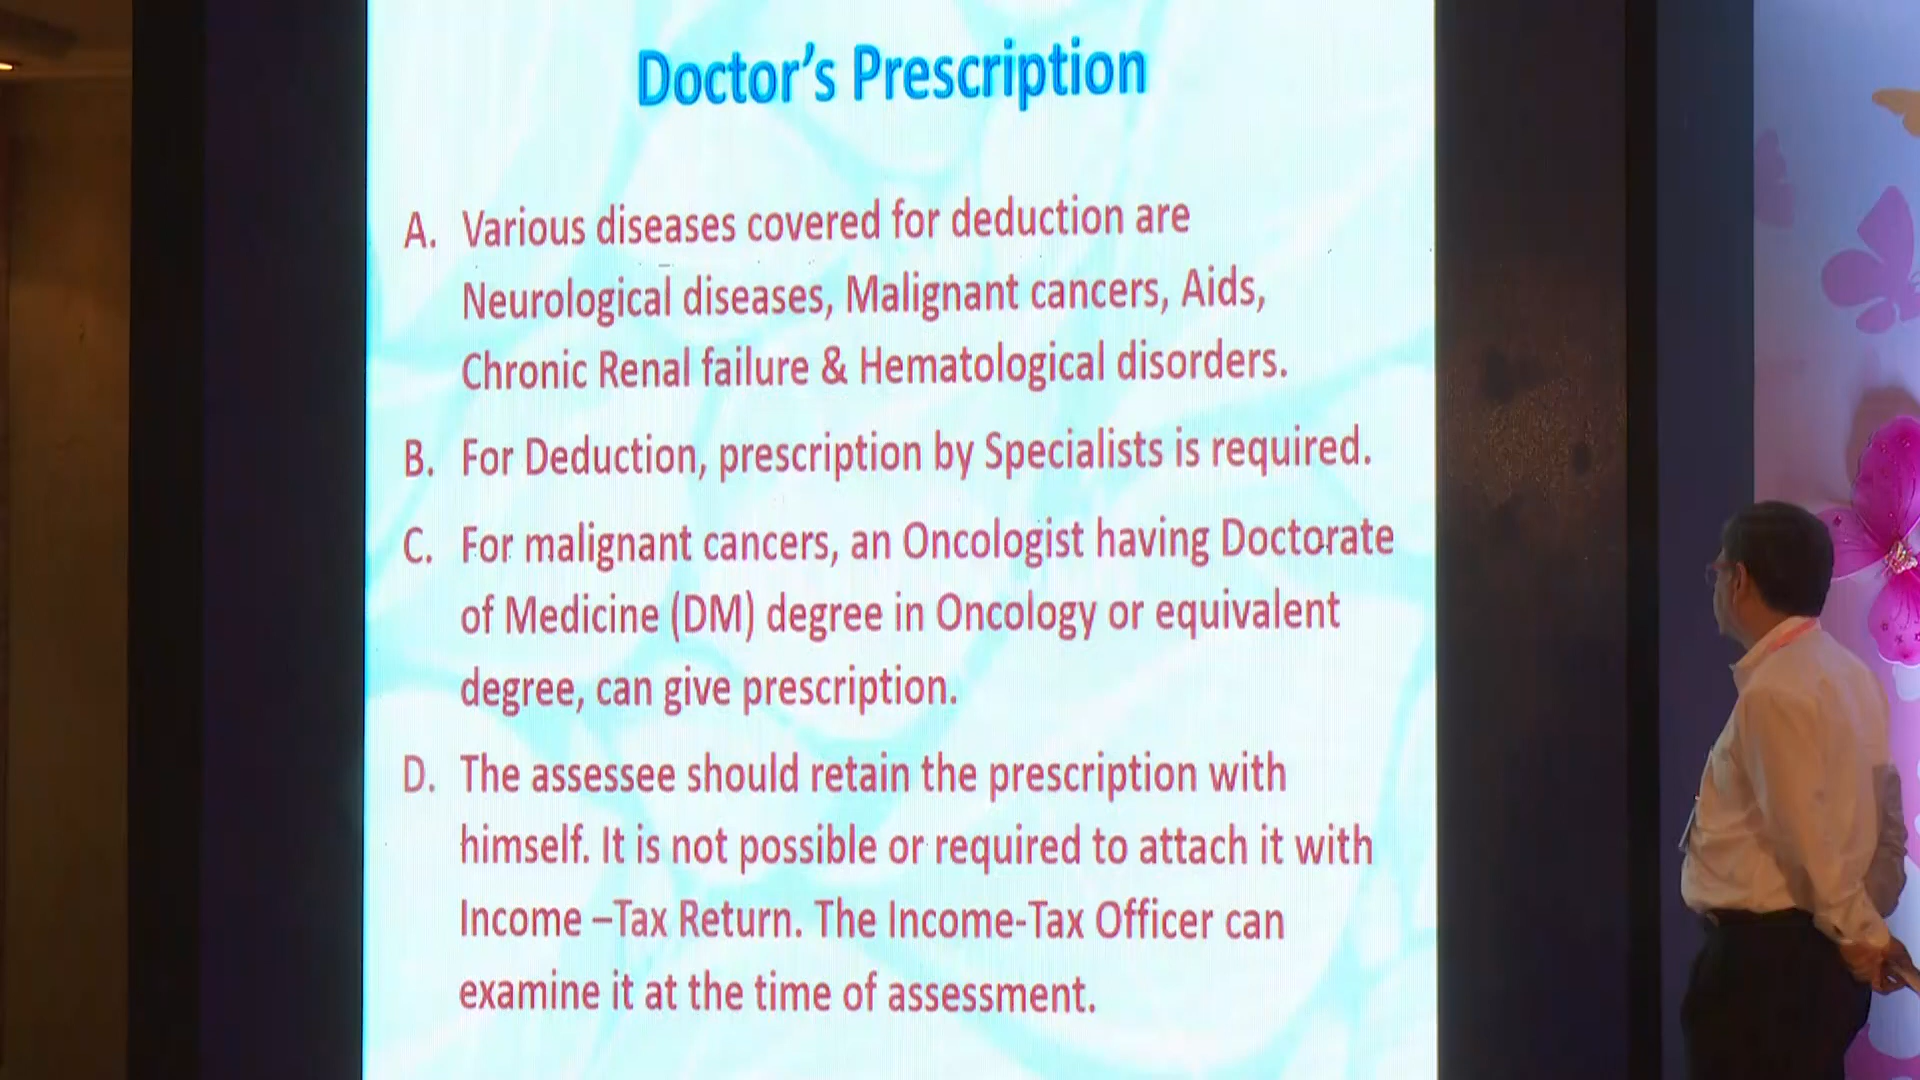 Doctor's Prescription
A. Various diseases covered for deduction are
Neurological diseases, Malignant cancers, Aids,
Chronic Renal failure & Hematological disorders.
B. For Deduction, prescription by Specialists is required.
C. For malignant cancers, an Oncologist having Doctorate
of Medicine (DM) degree in Oncology or equivalent
degree, can give prescription.
D. The assessee should retain the prescription with
himself. It is not possible or required to attach it with
Income –Tax Return. The Income-Tax Officer can
examine it at the time of assessment.